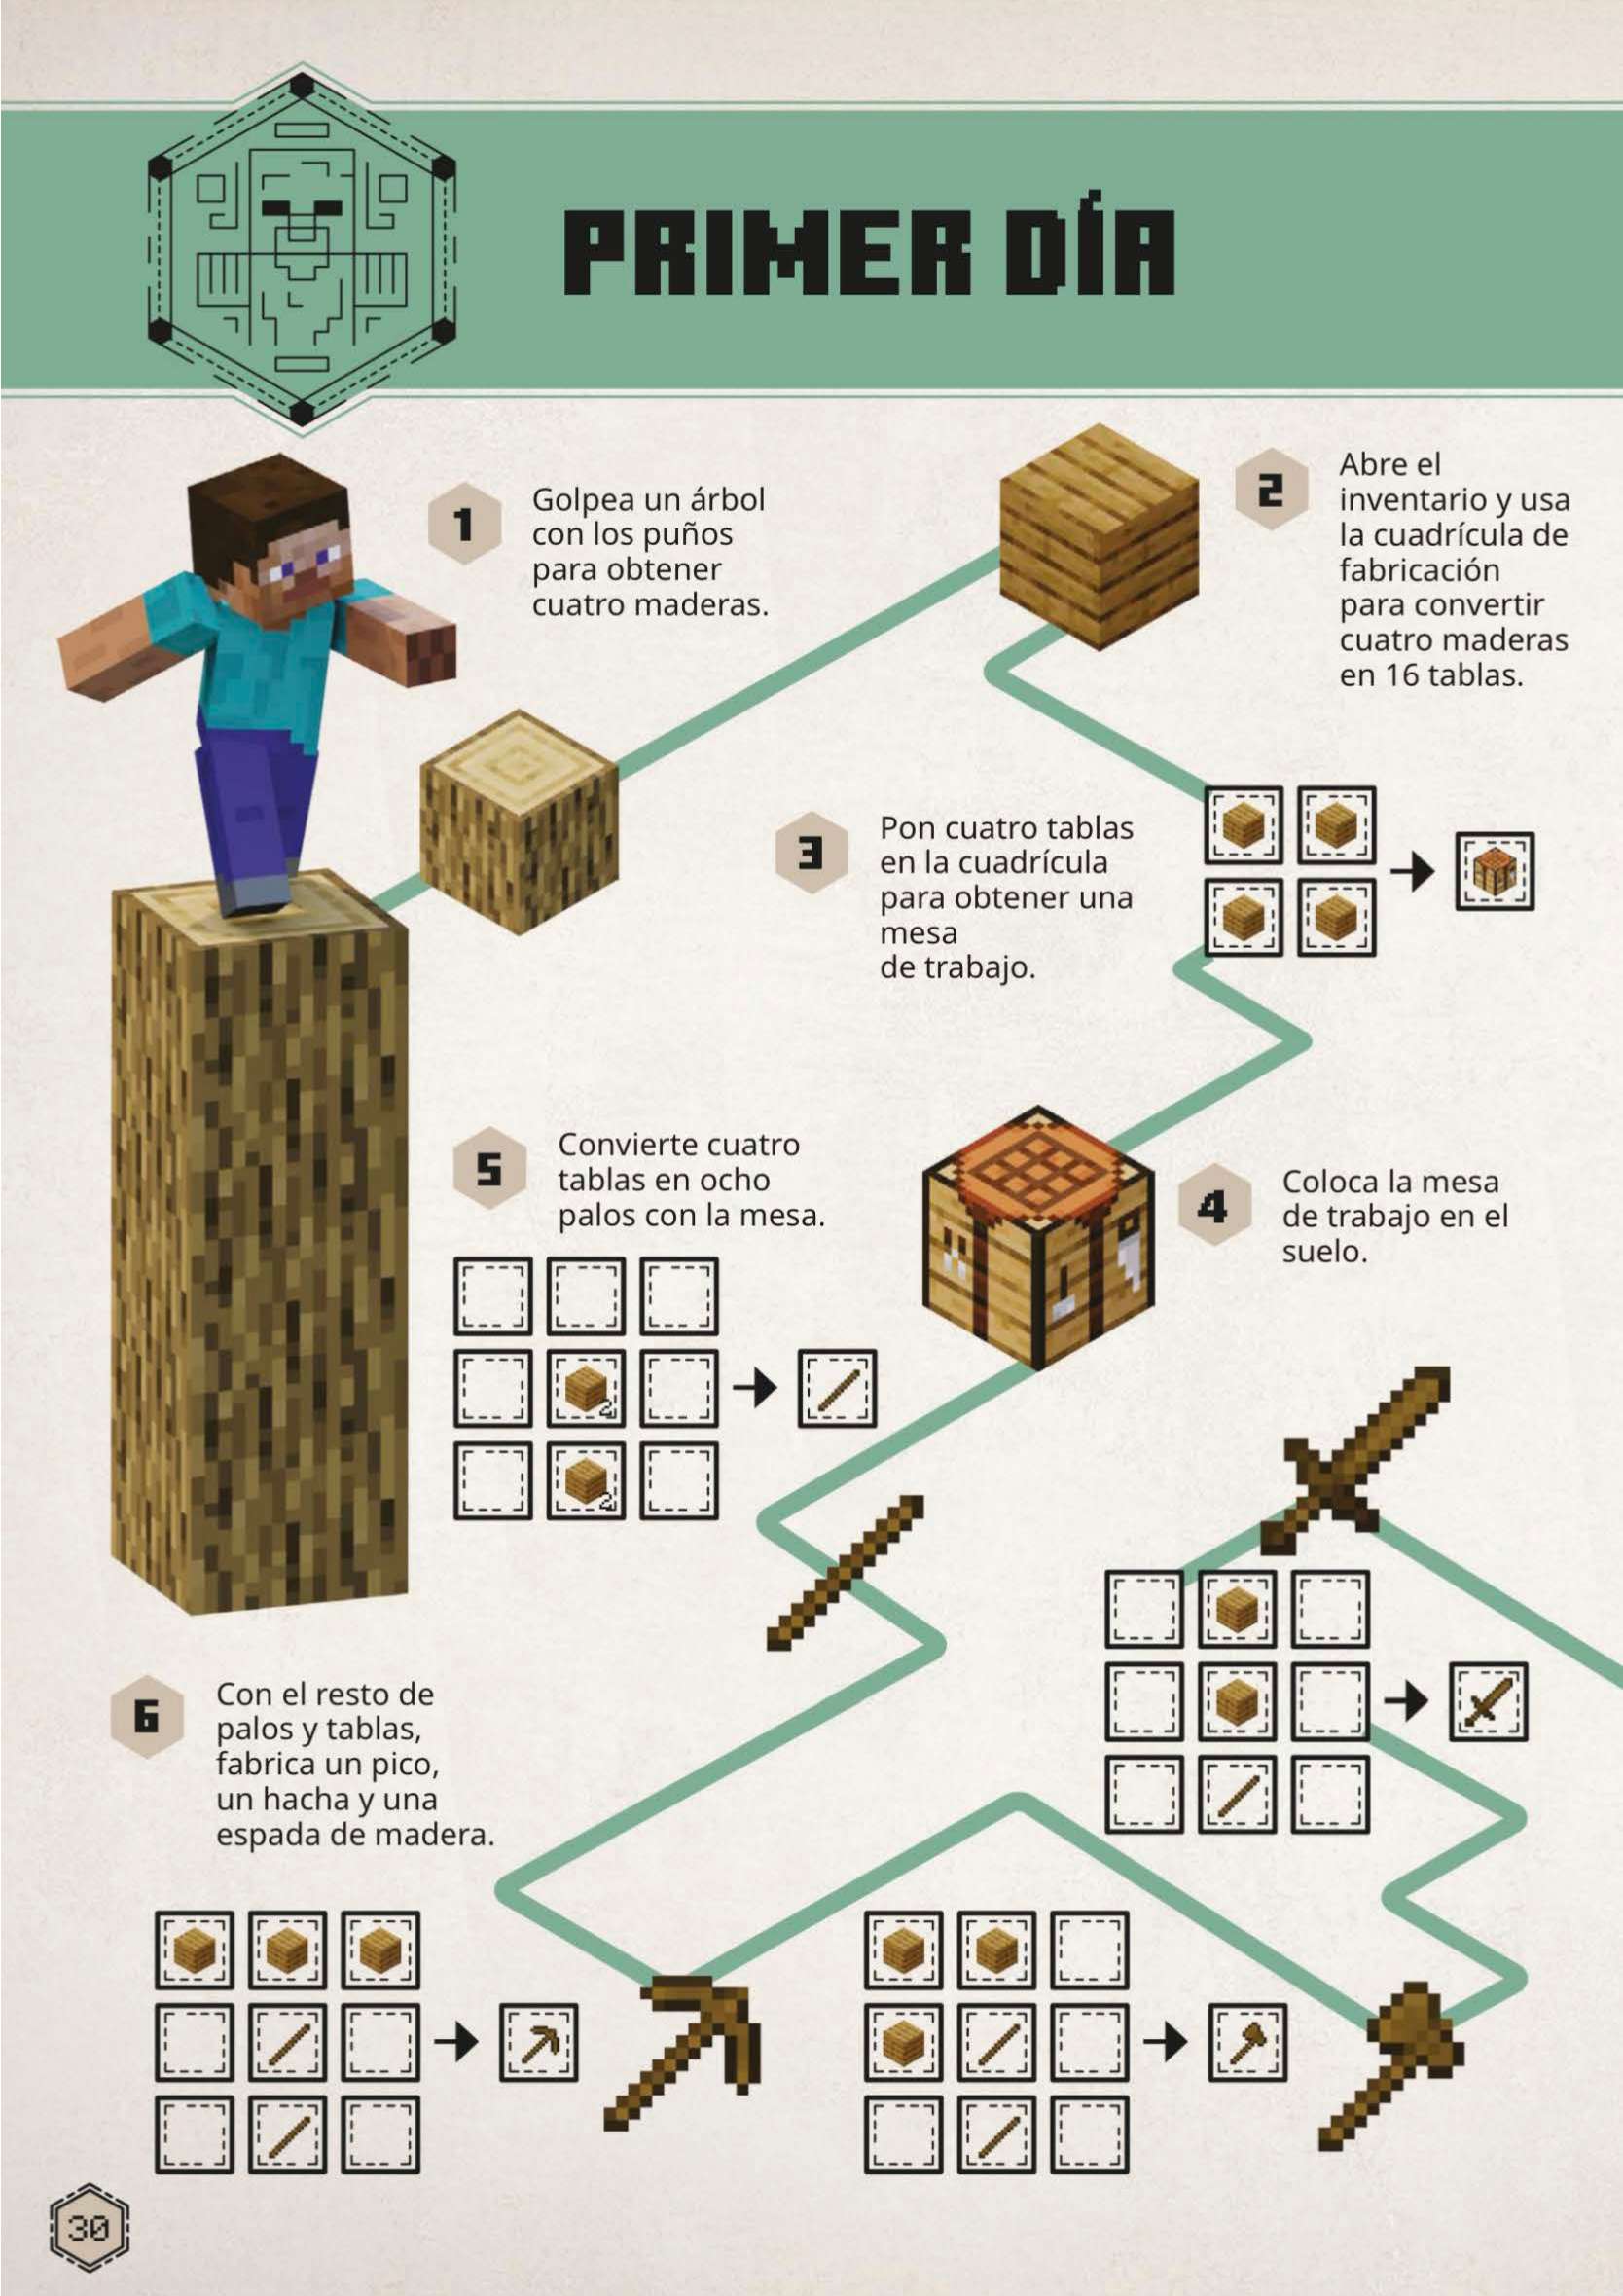 PRIMER DÍA
1
Golpea un árbol
con los puños
para obtener
cuatro maderas.
2
Abre el
inventario y usa
la cuadrícula de
fabricación
para convertir
cuatro maderas
en 16 tablas.
3
Pon cuatro tablas
en la cuadrícula
para obtener una
mesa
de trabajo.
4
Coloca la mesa
de trabajo en el
suelo.
5
Convierte cuatro
tablas en ocho
palos con la mesa.
2
2
6
Con el resto de
palos y tablas,
fabrica un pico,
un hacha y una
espada de madera.
30